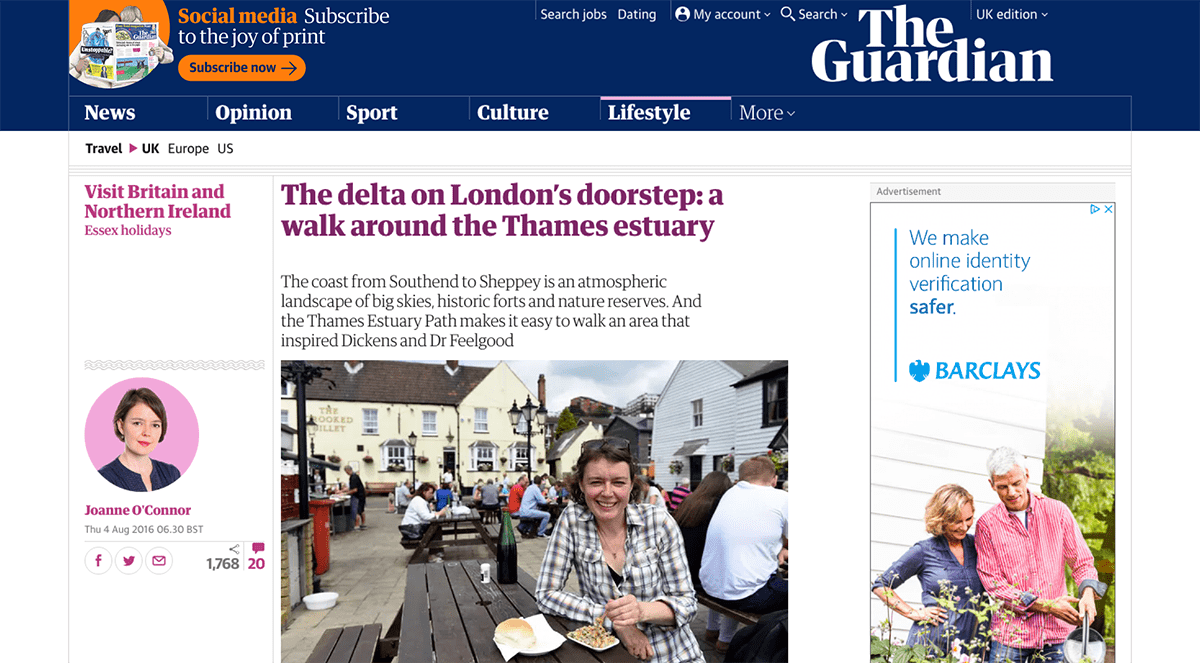 Social media Subscribe
to the joy of print
Subscribe now →
Search jobs Dating My account Search UK edition
The
Guardian
News Opinion Sport Culture Lifestyle More
Travel UK Europe US
Visit Britain and
Northern Ireland
Essex holidays
The delta on London's doorstep: a
walk around the Thames estuary
The coast from Southend to Sheppey is an atmospheric
landscape of big skies, historic forts and nature reserves. And
the Thames Estuary Path makes it easy to walk an area that
inspired Dickens and Dr Feelgood
THE
CROOKED
BILLET
Joanne O'Connor
Thu 4 Aug 2016 06.30 BST
1,768 20
Advertisement
We make
online identity
verification
safer.
BARCLAYS